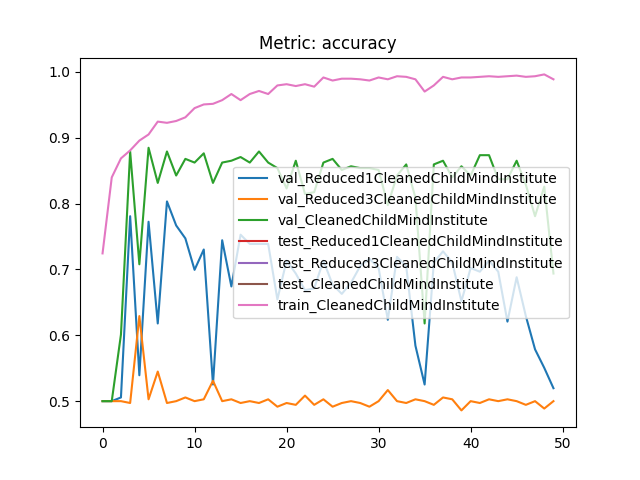 Metric: accuracy
1.0
0.9
0.8
0.7
0.6
0.5
val_Reduced1CleanedChildMindInstitute
val_Reduced3CleanedChildMindInstitute
val_CleanedChildMindInstitute
test_Reduced1CleanedChildMindInstitute
test_Reduced3CleanedChildMindInstitute
test_CleanedChildMindInstitute
train_CleanedChildMindInstitute
0 10 20 30 40 50